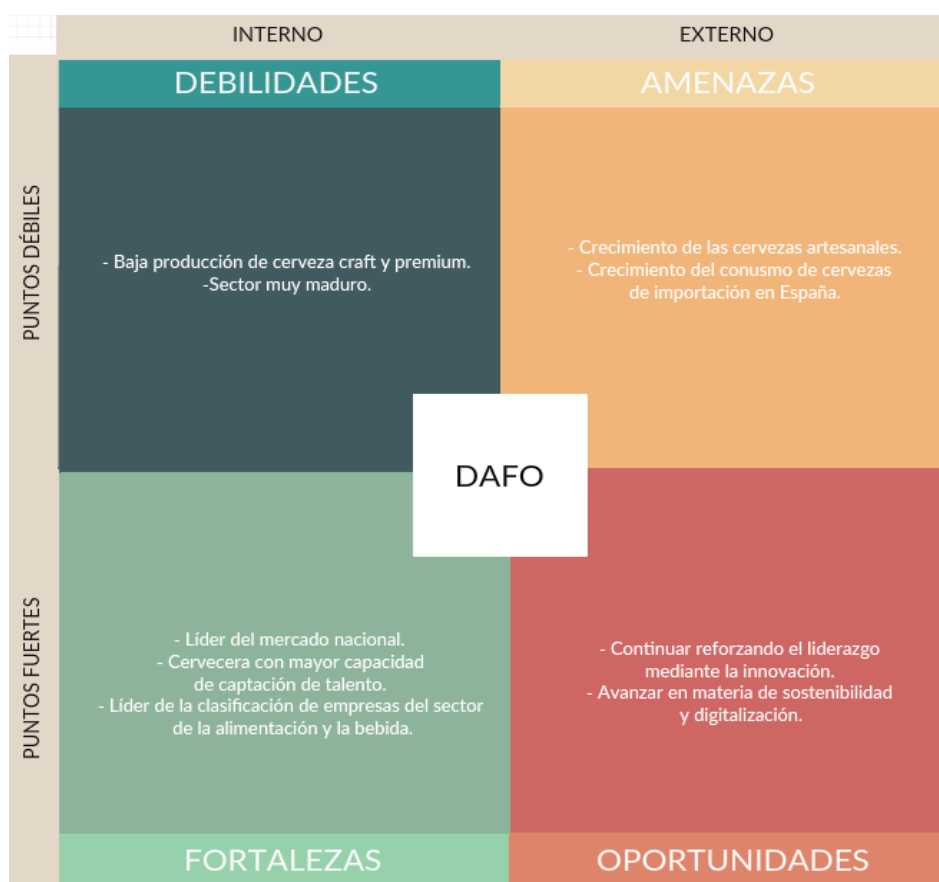 INTERNO
EXTERNO
DEBILIDADES
AMENAZAS
PUNTOS DÉBILES
- Baja producción de cerveza craft y premium.
-Sector muy maduro.
- Crecimiento de las cervezas artesanales.
- Crecimiento del conusmo de cervezas
de importación en España.
DAFO
PUNTOS FUERTES
- Líder del mercado nacional.
- Cervecera con mayor capacidad
de captación de talento.
- Líder de la clasificación de empresas del sector
de la alimentación y la bebida.
- Continuar reforzando el liderazgo
mediante la innovación.
- Avanzar en materia de sostenibilidad
y digitalización.
FORTALEZAS
OPORTUNIDADES